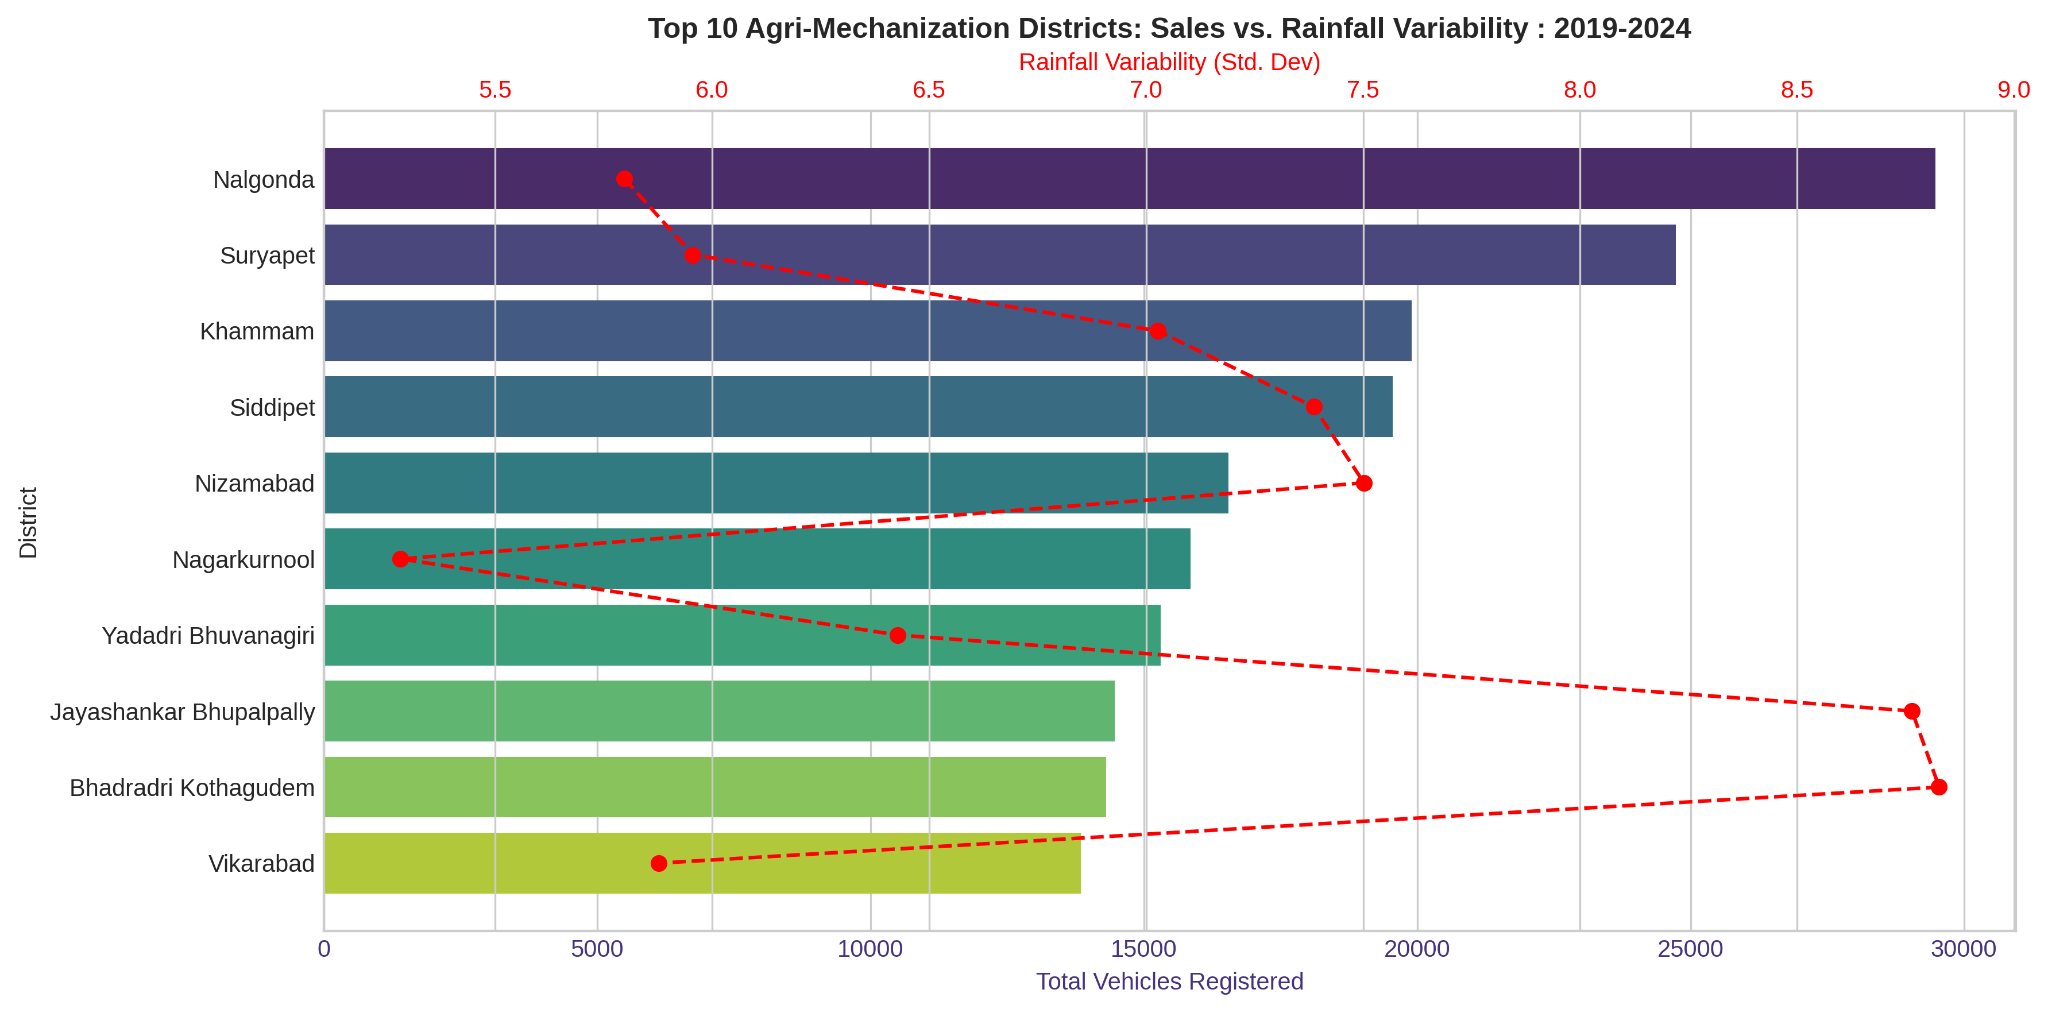 Top 10 Agri-Mechanization Districts: Sales vs. Rainfall Variability : 2019-2024
Rainfall Variability (Std. Dev)
5.5 6.0 6.5 7.0 7.5 8.0 8.5 9.0
Nalgonda
Suryapet
Khammam
Siddipet
Nizamabad
Nagarkurnool
Yadadri Bhuvanagiri
Jayashankar Bhupalpally
Bhadradri Kothagudem
Vikarabad
District
0 5000 10000 15000 20000 25000 30000
Total Vehicles Registered